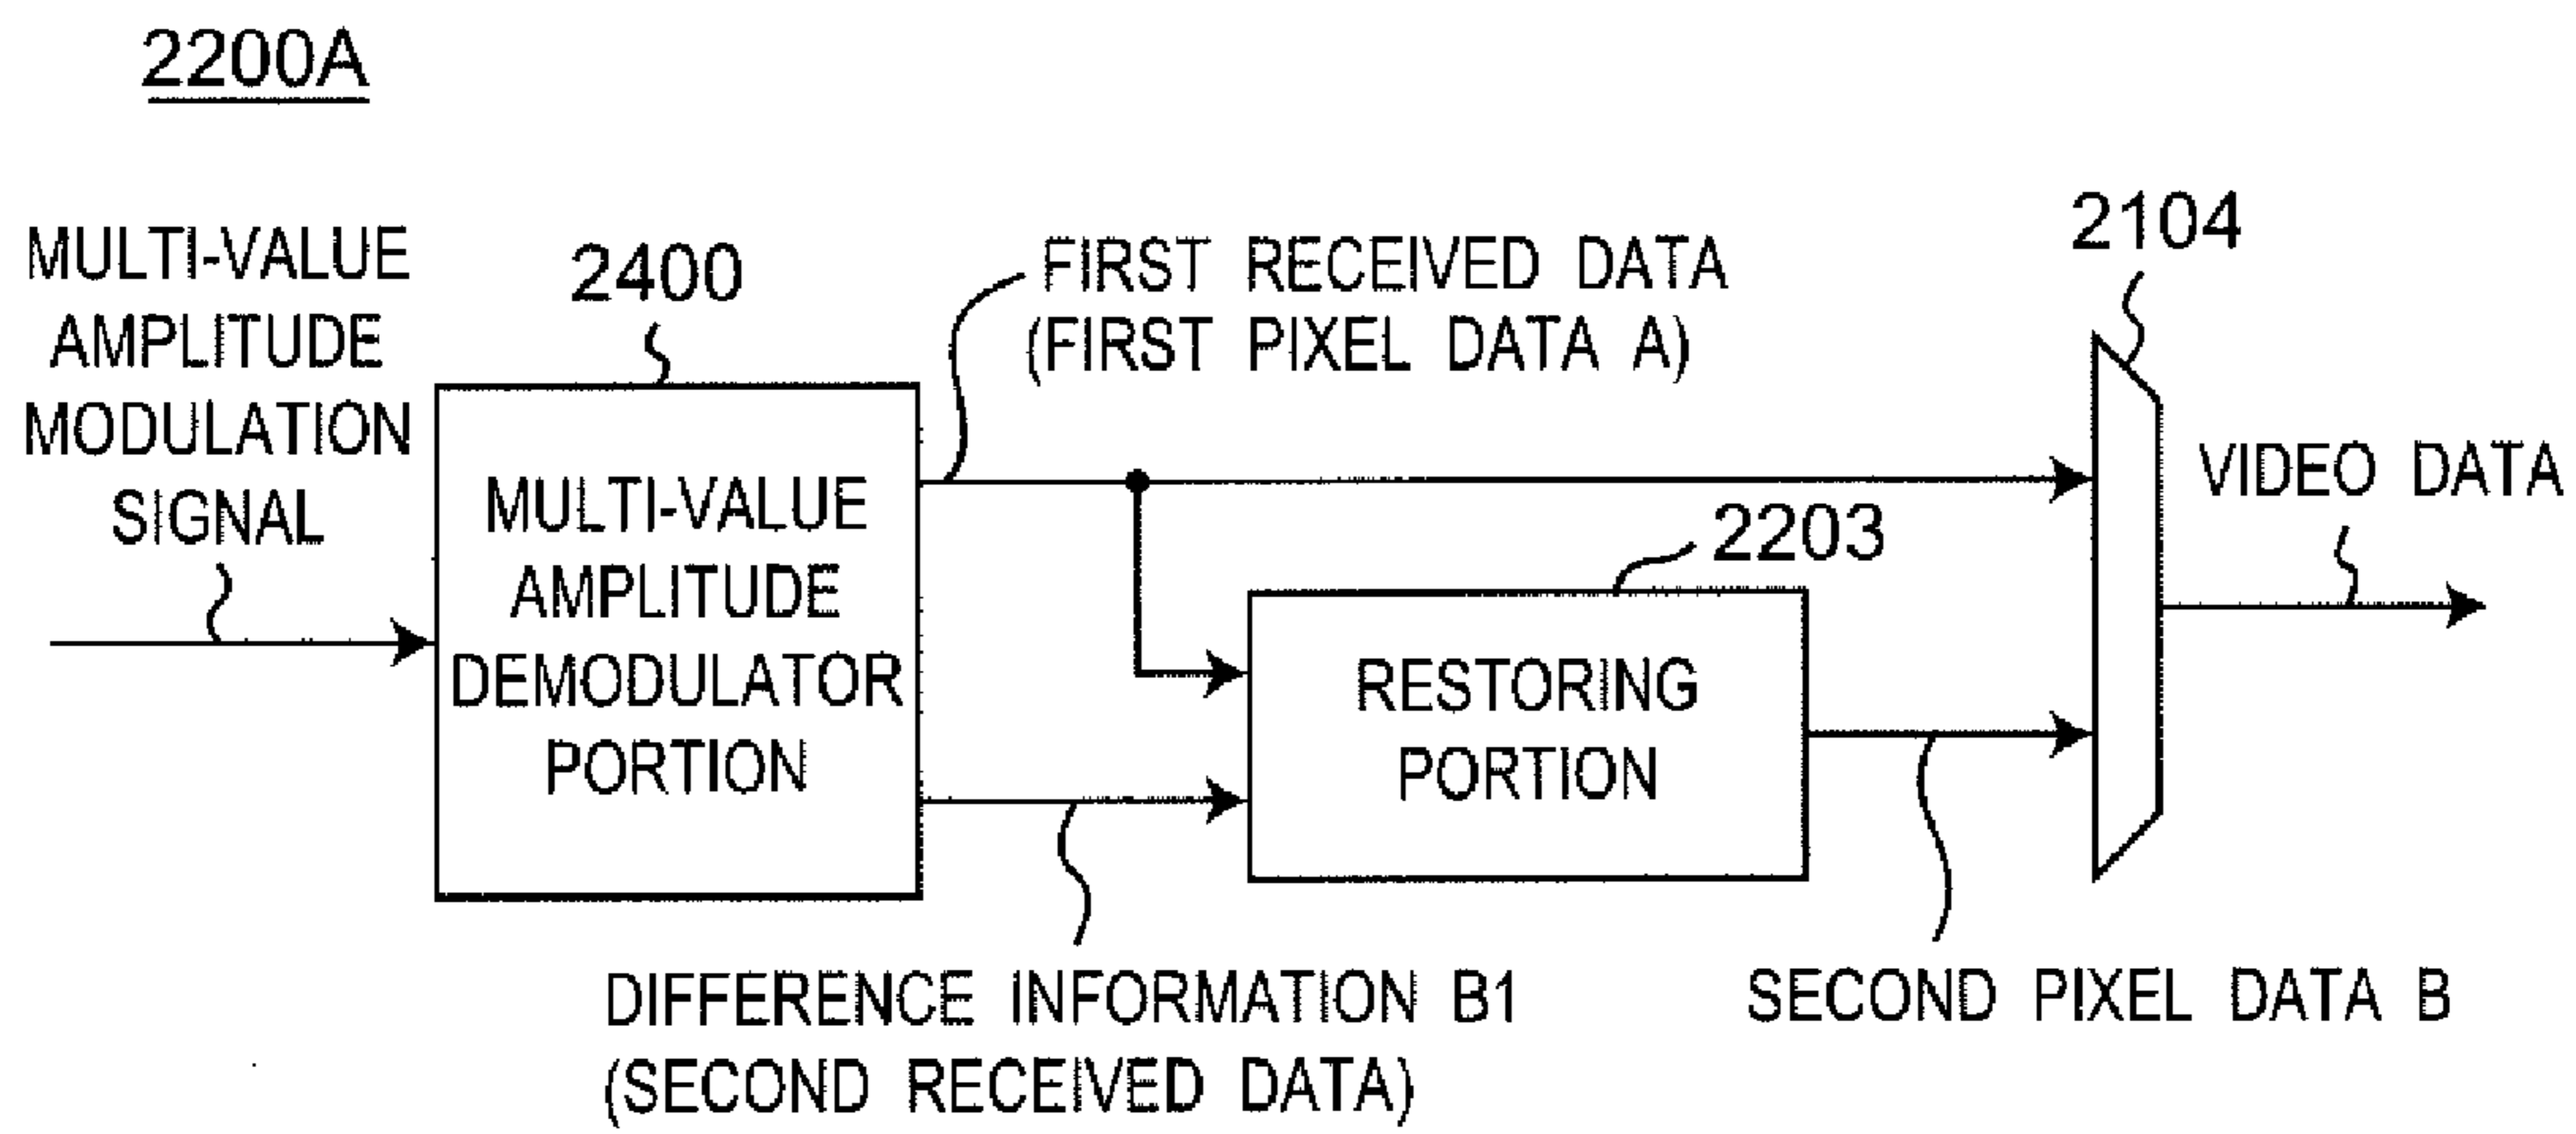 2200A
MULTI-VALUE
AMPLITUDE
MODULATION
SIGNAL
2400
MULTI-VALUE
AMPLITUDE
DEMODULATOR
PORTION
FIRST RECEIVED DATA
(FIRST PIXEL DATA A)
2203
RESTORING
PORTION
2104
VIDEO DATA
DIFFERENCE INFORMATION B1
(SECOND RECEIVED DATA)
SECOND PIXEL DATA B